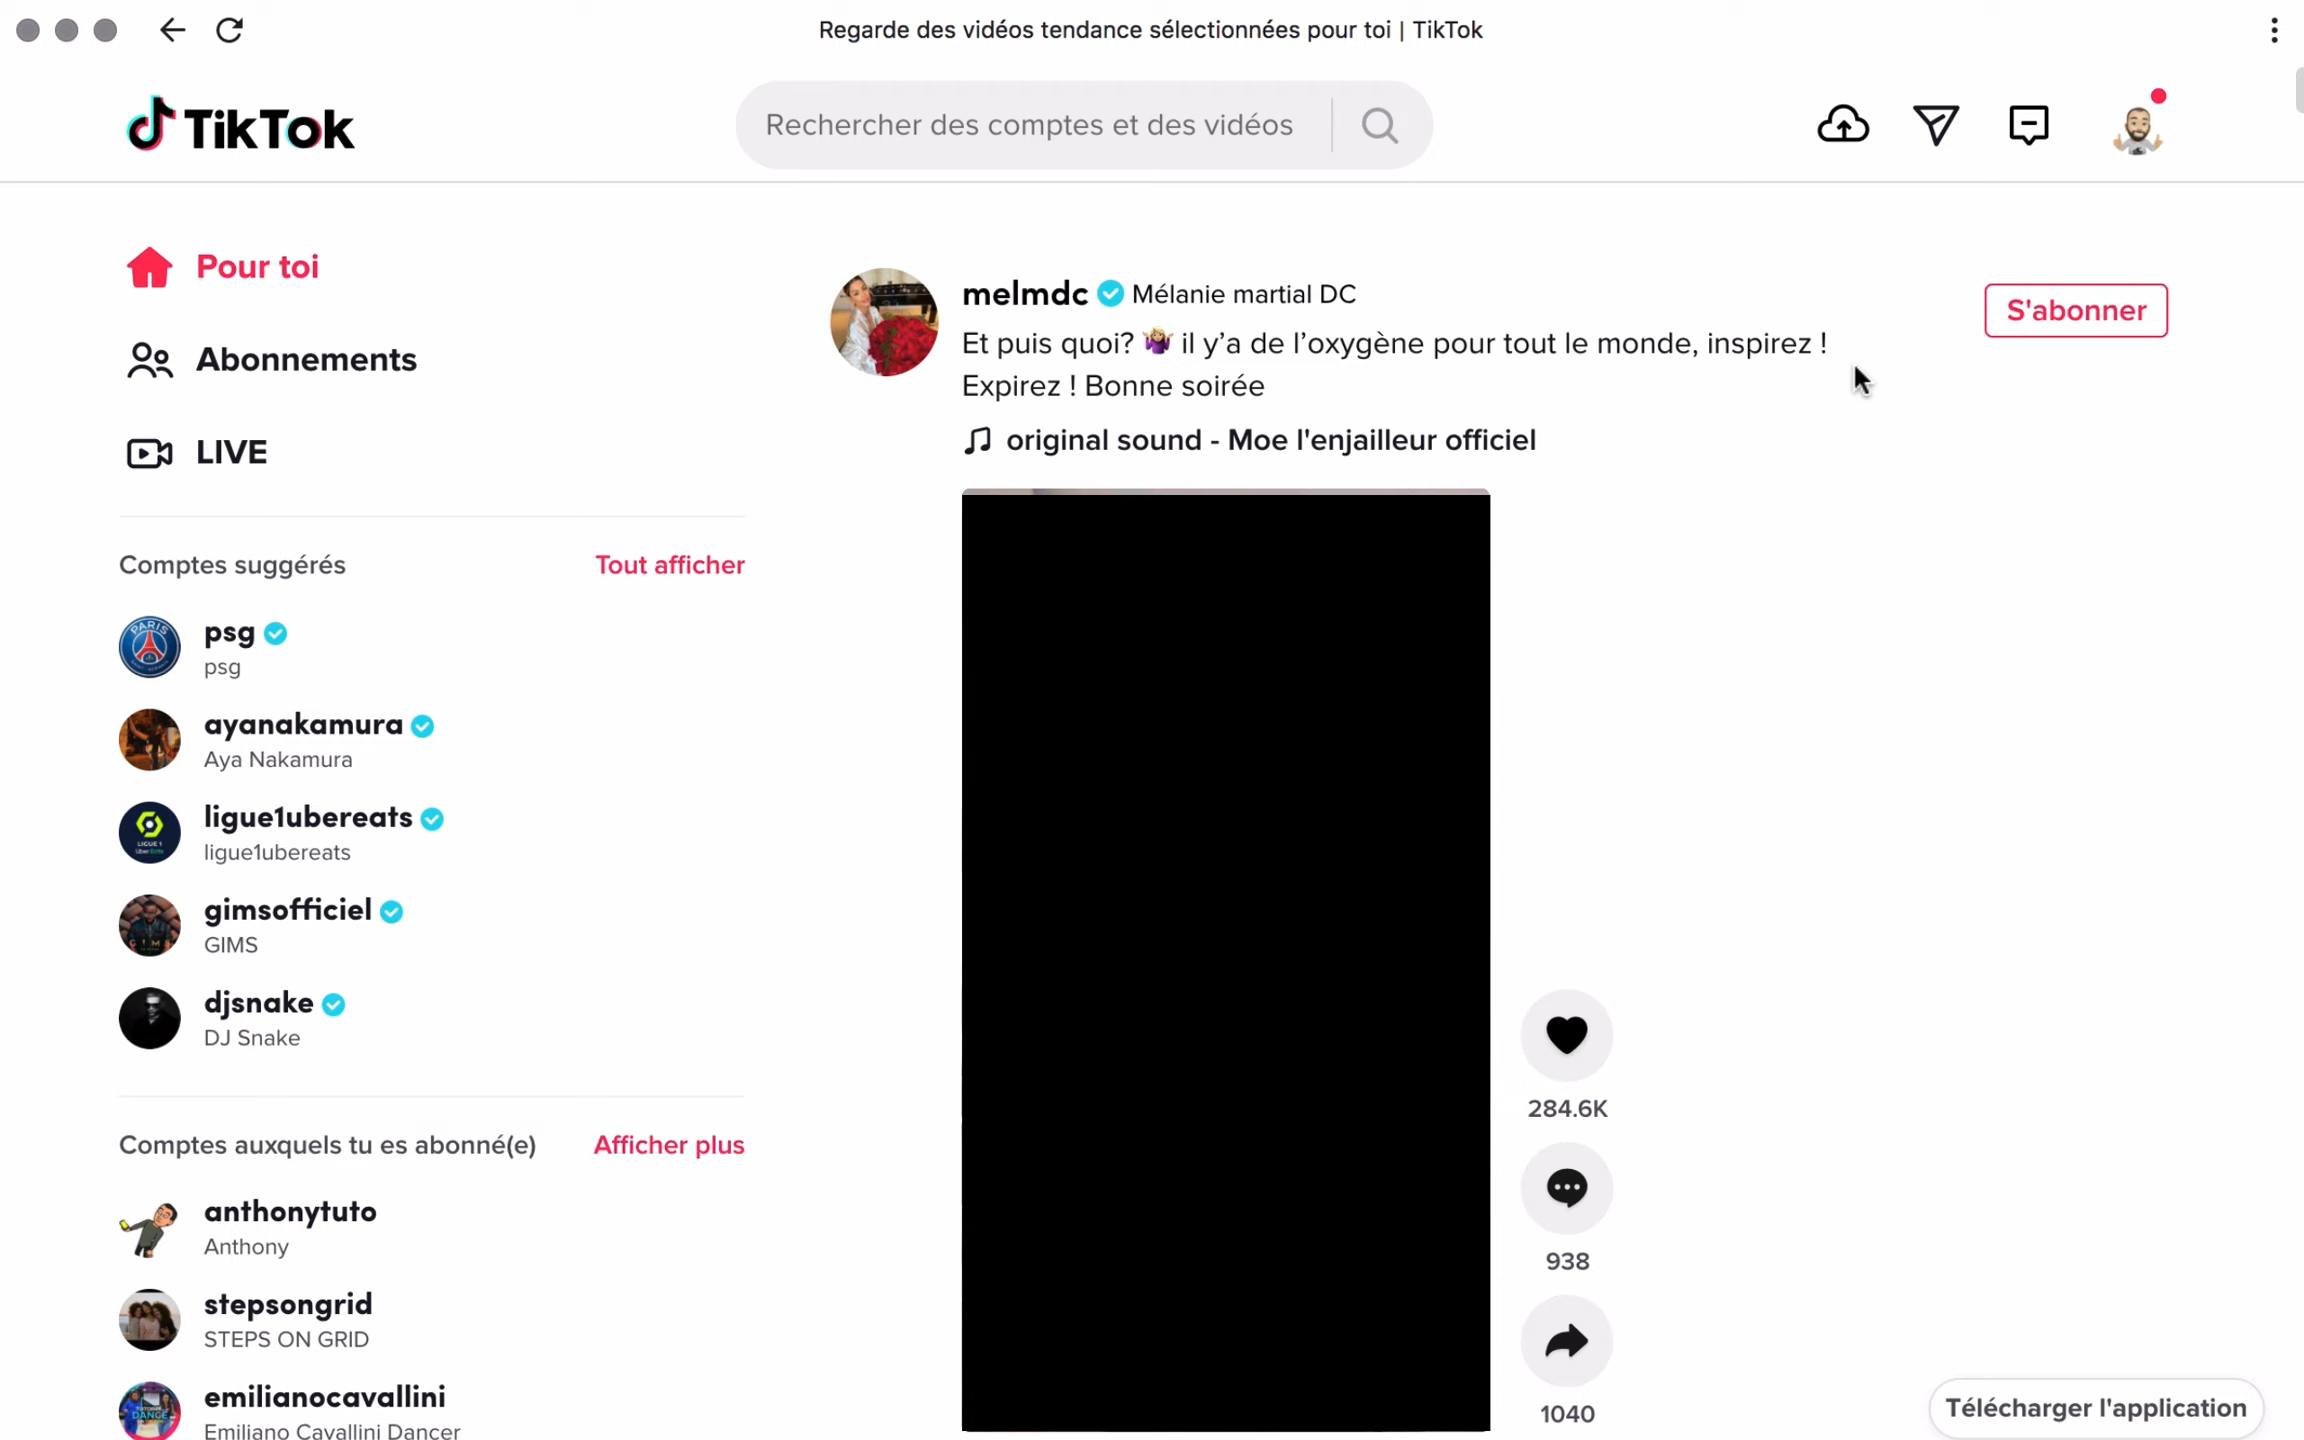 Regarde des vidéos tendance sélectionnées pour toi | TikTok
TikTok
Rechercher des comptes et des vidéos
Pour toi
Abonnements
LIVE
Comptes suggérés
Tout afficher
psg
psg
ayanakamura
Aya Nakamura
ligue1ubereats
ligue1ubereats
gimsofficiel
GIMS
djsnake
DJ Snake
Comptes auxquels tu es abonné(e)
Afficher plus
anthonytuto
Anthony
stepsongrid
STEPS ON GRID
emilianocavallini
Emiliano Cavallini Dancer
melmdc Mélanie martial DC
Et puis quoi? 🤷🏼‍♀️ il y’a de l’oxygène pour tout le monde, inspirez !
Expirez ! Bonne soirée
original sound - Moe l'enjailleur officiel
S'abonner
284.6K
938
1040
Télécharger l'application